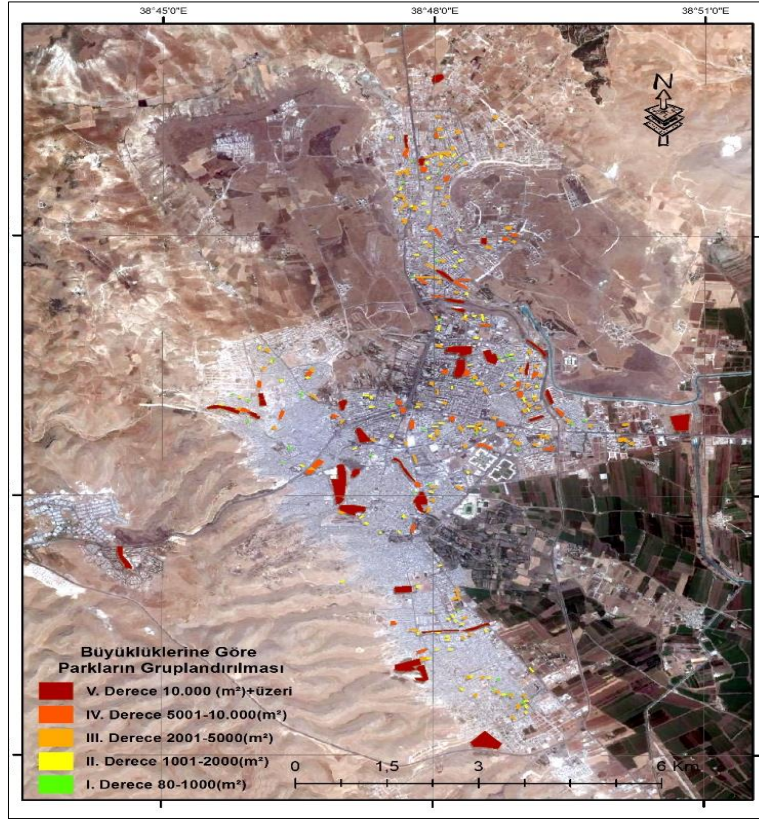 38°45'0"E 38°48'0"E 38°51'0"E
N
Büyüklüklerine Göre
Parkların Gruplandırılması
V. Derece 10.000 (m²)+üzeri
IV. Derece 5001-10.000(m²)
III. Derece 2001-5000(m²)
II. Derece 1001-2000(m²)
I. Derece 80-1000(m²)
0 1,5 3 6 Km